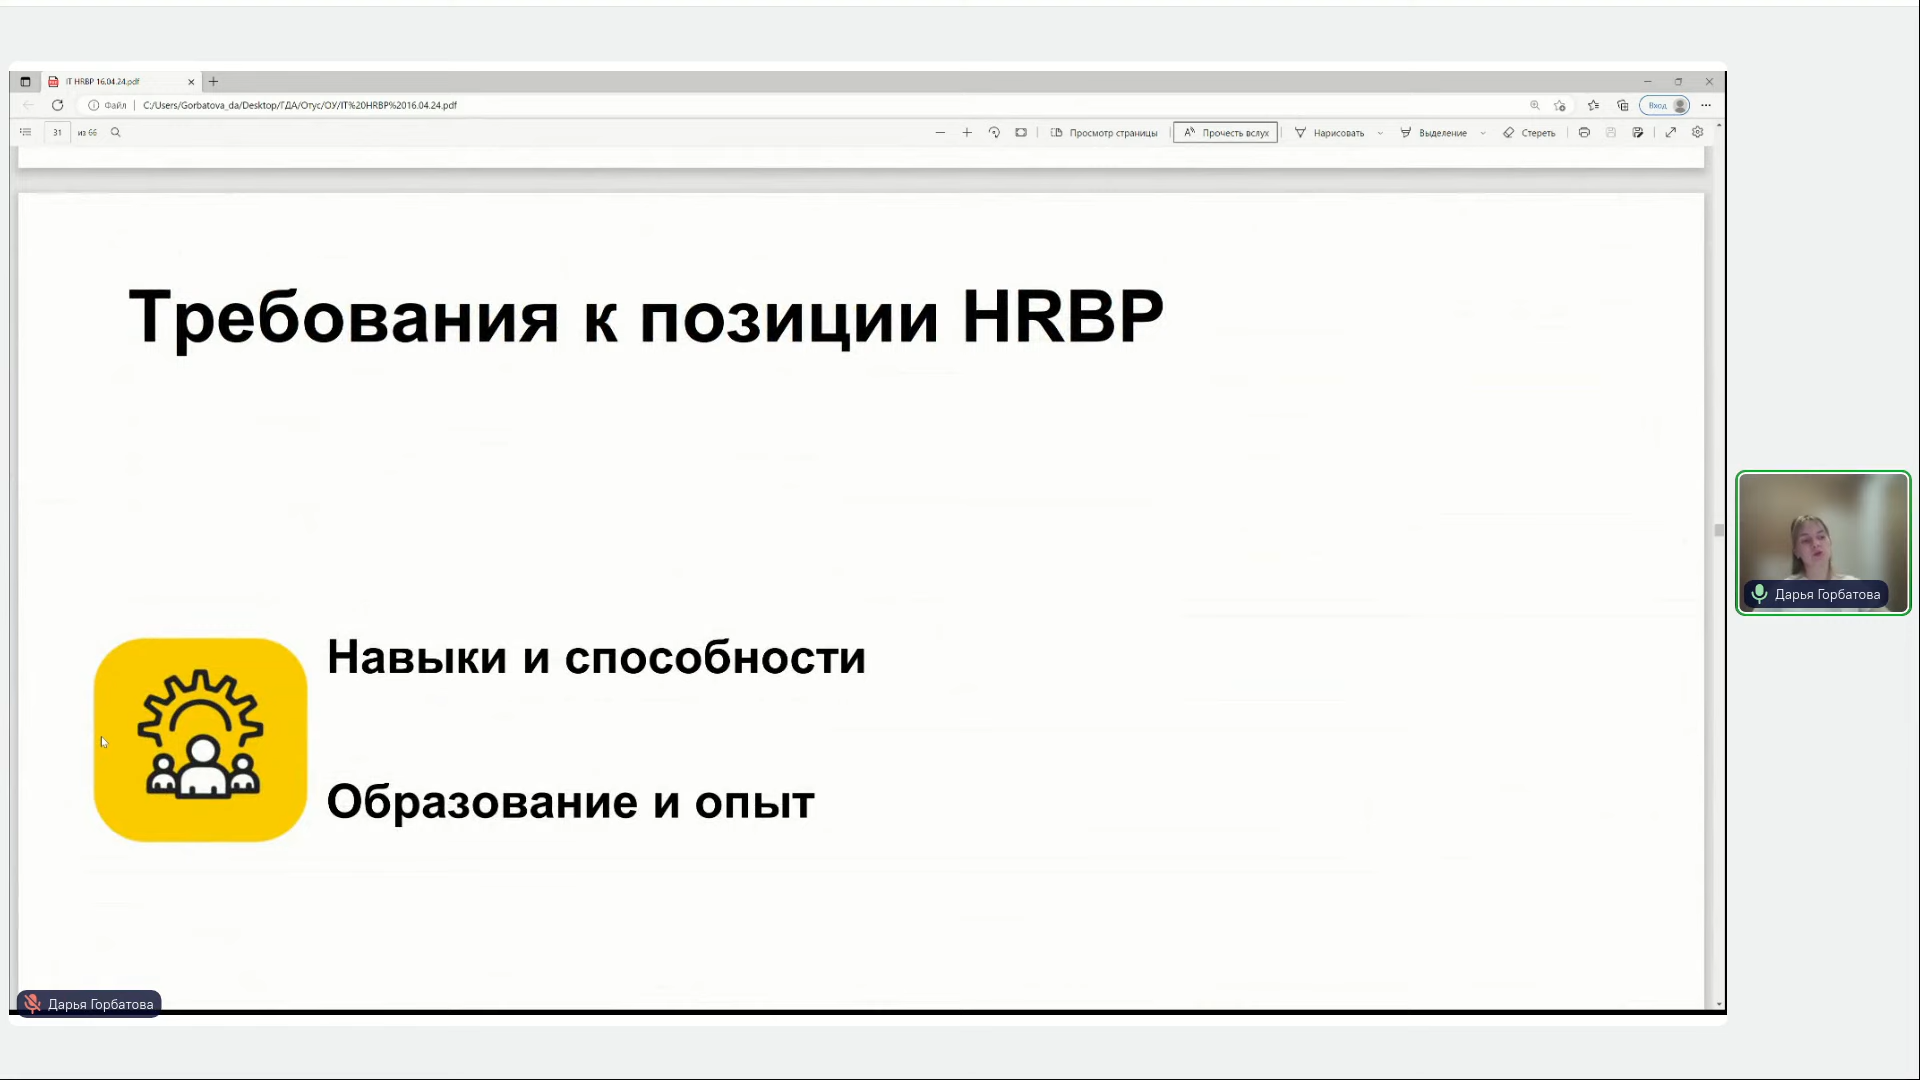 IT HRBP 16.04.24.pdf
Файл
C:/Users/Gorbatova_da/Desktop/ГДА/Отус/ОУ/IT%20HRBP%2016.04.24.pdf
Вход
31 из 66
Просмотр страницы
Прочесть вслух
Нарисовать
Выделение
Стереть
Требования к позиции HRBP
Навыки и способности
Образование и опыт
Дарья Горбатова
Дарья Горбатова